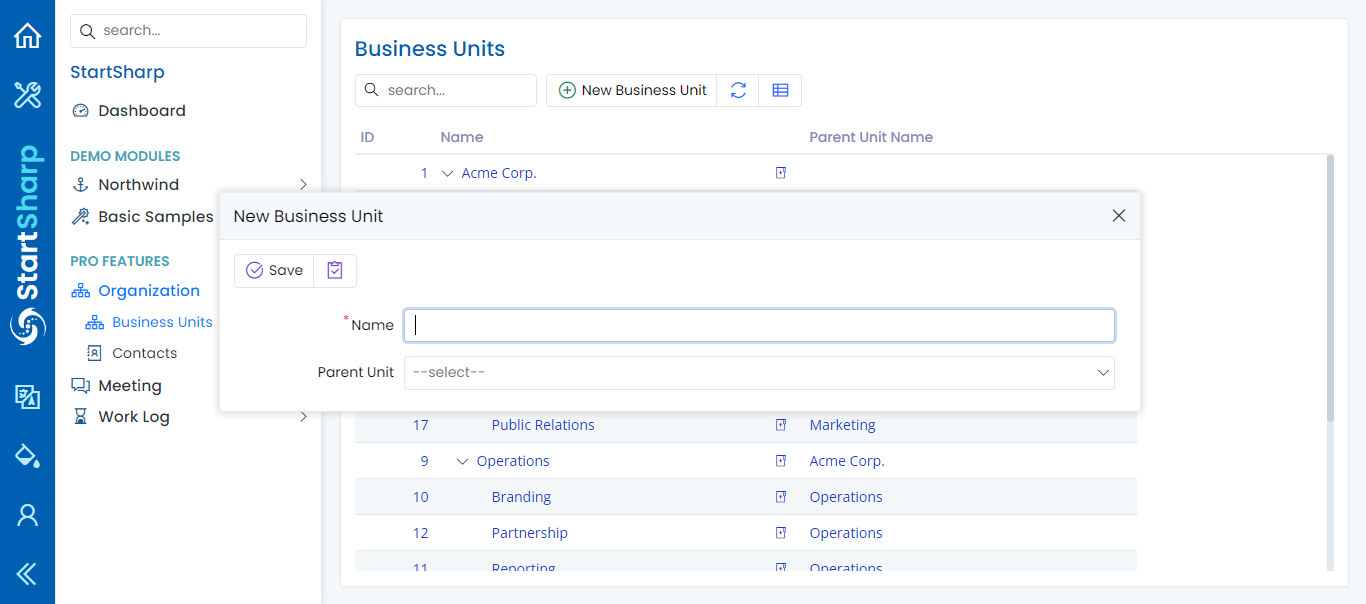 search...
StartSharp
Dashboard
DEMO MODULES
Northwind
Basic Samples
PRO FEATURES
Organization
Business Units
Contacts
Meeting
Work Log
StartSharp
Business Units
search...
New Business Unit
ID Name Parent Unit Name
1 Acme Corp.
New Business Unit
Save
* Name
Parent Unit --select--
17 Public Relations Marketing
9 Operations Acme Corp.
10 Branding Operations
12 Partnership Operations
11 Reporting Operations